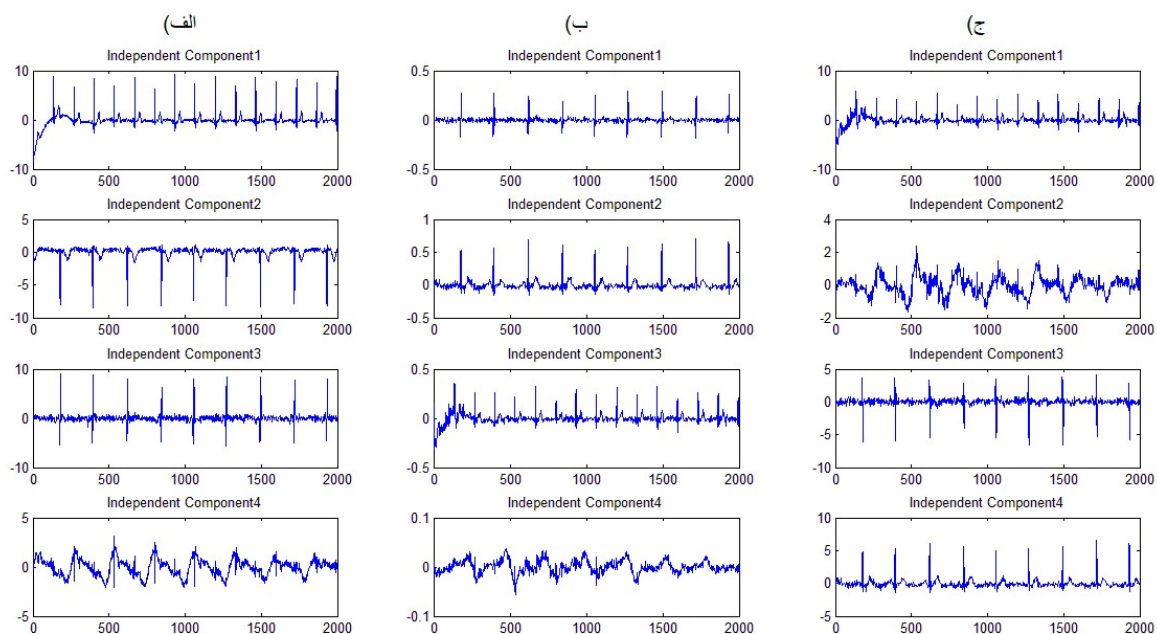 الف) ب) ج)
Independent Component1 Independent Component1 Independent Component1
10 0.5 10
0 0 0
-10 -0.5 -10
0 500 1000 1500 2000 0 500 1000 1500 2000 0 500 1000 1500 2000
Independent Component2 Independent Component2 Independent Component2
5 1 4
0 0.5 2
-5 0 0
-10 -0.5 -2
0 500 1000 1500 2000 0 500 1000 1500 2000 0 500 1000 1500 2000
Independent Component3 Independent Component3 Independent Component3
10 0.5 5
0 0 0
-5
-10 -0.5 -10
0 500 1000 1500 2000 0 500 1000 1500 2000 0 500 1000 1500 2000
Independent Component4 Independent Component4 Independent Component4
5 0.1 10
5
0 0 0
-5 -0.1 -5
0 500 1000 1500 2000 0 500 1000 1500 2000 0 500 1000 1500 2000